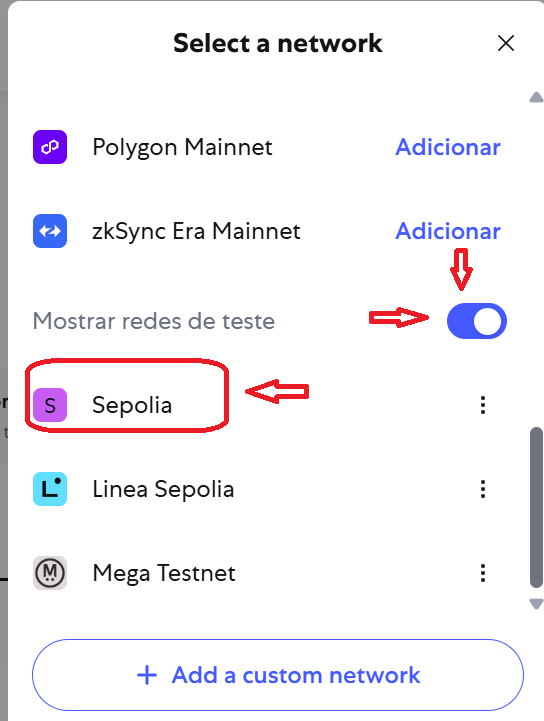 Select a network
Polygon Mainnet Adicionar
zkSync Era Mainnet Adicionar
Mostrar redes de teste
S Sepolia
L Linea Sepolia
M Mega Testnet
+ Add a custom network